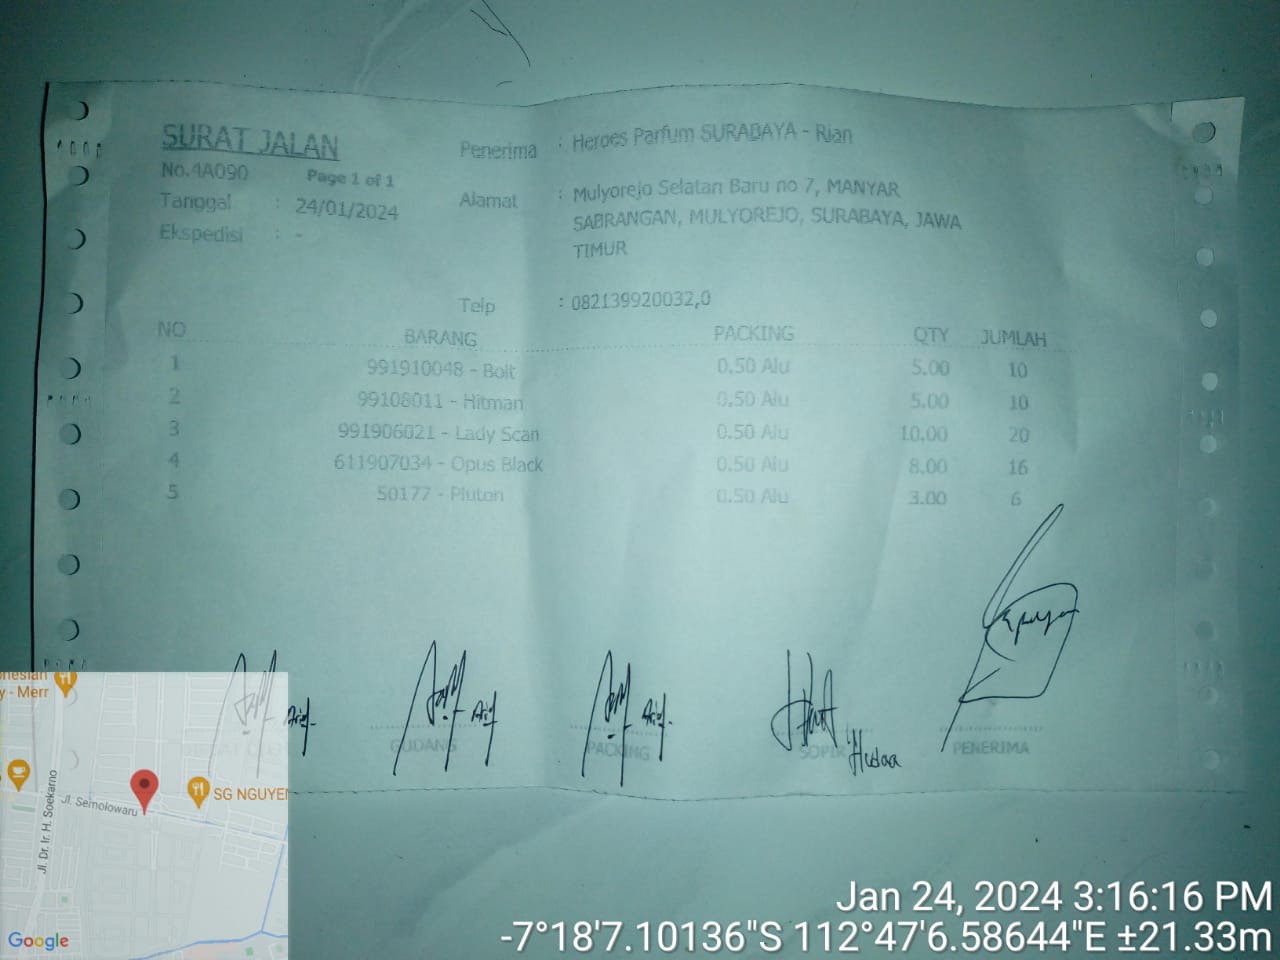 SURAT JALAN
No.4A090 Page 1 of 1
Tanggal : 24/01/2024
Ekspedisi : -
Penerima : Heroes Parfum SURABAYA - Rian
Alamat : Mulyorejo Selatan Baru no 7, MANYAR
SABRANGAN, MULYOREJO, SURABAYA, JAWA
TIMUR
Telp : 082139920032,0
NO BARANG PACKING QTY JUMLAH
1 991910048 - Bolt 0.50 Alu 5.00 10
2 99108011 - Hitman 0.50 Alu 5.00 10
3 991906021 - Lady Scan 0.50 Alu 10.00 20
4 611907034 - Opus Black 0.50 Alu 8.00 16
5 50177 - Pluton 0.50 Alu 3.00 6
Arif Arif Arif Hudaa
GUDANG PACKING SOPIR PENERIMA
nesian
y - Merr
Jl. Dr. Ir. H. Soekarno
Jl. Semolowaru
SG NGUYEN
Google
Jan 24, 2024 3:16:16 PM
-7°18'7.10136"S 112°47'6.58644"E ±21.33m